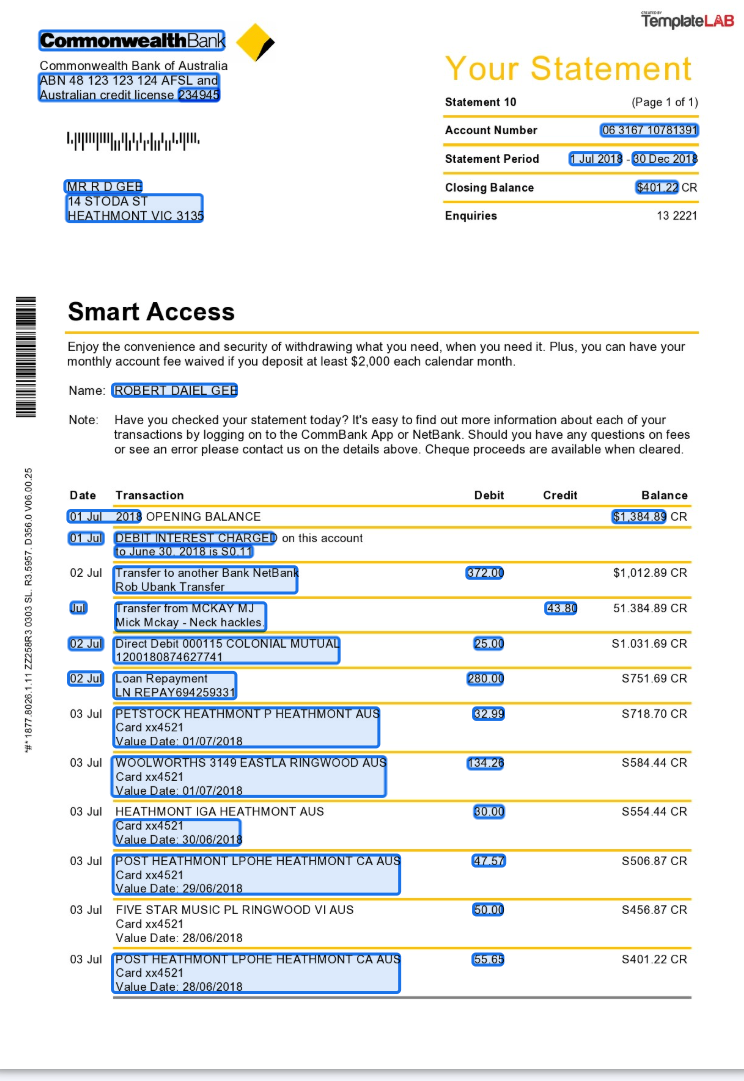 CREATED BY
TemplateLAB
CommonwealthBank
Commonwealth Bank of Australia
ABN 48 123 123 124 AFSL and
Australian credit license 234945
Your Statement
Statement 10 (Page 1 of 1)
Account Number 06 3167 10781391
Statement Period 1 Jul 2018 - 30 Dec 2018
Closing Balance $401.22 CR
Enquiries 13 2221
MR R D GEE
14 STODA ST
HEATHMONT VIC 3135
*#* 1877.8026.1.11 ZZ258R3 0303 SL. R3.5957. D356.0 V06.00.25
Smart Access
Enjoy the convenience and security of withdrawing what you need, when you need it. Plus, you can have your
monthly account fee waived if you deposit at least $2,000 each calendar month.
Name: ROBERT DAIEL GEE
Note: Have you checked your statement today? It's easy to find out more information about each of your
transactions by logging on to the CommBank App or NetBank. Should you have any questions on fees
or see an error please contact us on the details above. Cheque proceeds are available when cleared.
Date Transaction Debit Credit Balance
01 Jul 2018 OPENING BALANCE $1,384.89 CR
01 Jul DEBIT INTEREST CHARGED on this account
to June 30, 2018 is S0.11
02 Jul Transfer to another Bank NetBank 372.00 $1,012.89 CR
Rob Ubank Transfer
Jul Transfer from MCKAY MJ 43.80 51.384.89 CR
Mick Mckay - Neck hackles.
02 Jul Direct Debit 000115 COLONIAL MUTUAL 25.00 S1.031.69 CR
1200180874627741
02 Jul Loan Repayment 280.00 S751.69 CR
LN REPAY694259331
03 Jul PETSTOCK HEATHMONT P HEATHMONT AUS 32.99 S718.70 CR
Card xx4521
Value Date: 01/07/2018
03 Jul WOOLWORTHS 3149 EASTLA RINGWOOD AUS 134.26 S584.44 CR
Card xx4521
Value Date: 01/07/2018
03 Jul HEATHMONT IGA HEATHMONT AUS 30.00 S554.44 CR
Card xx4521
Value Date: 30/06/2018
03 Jul POST HEATHMONT LPOHE HEATHMONT CA AUS 47.57 S506.87 CR
Card xx4521
Value Date: 29/06/2018
03 Jul FIVE STAR MUSIC PL RINGWOOD VI AUS 50.00 S456.87 CR
Card xx4521
Value Date: 28/06/2018
03 Jul POST HEATHMONT LPOHE HEATHMONT CA AUS 55.65 S401.22 CR
Card xx4521
Value Date: 28/06/2018